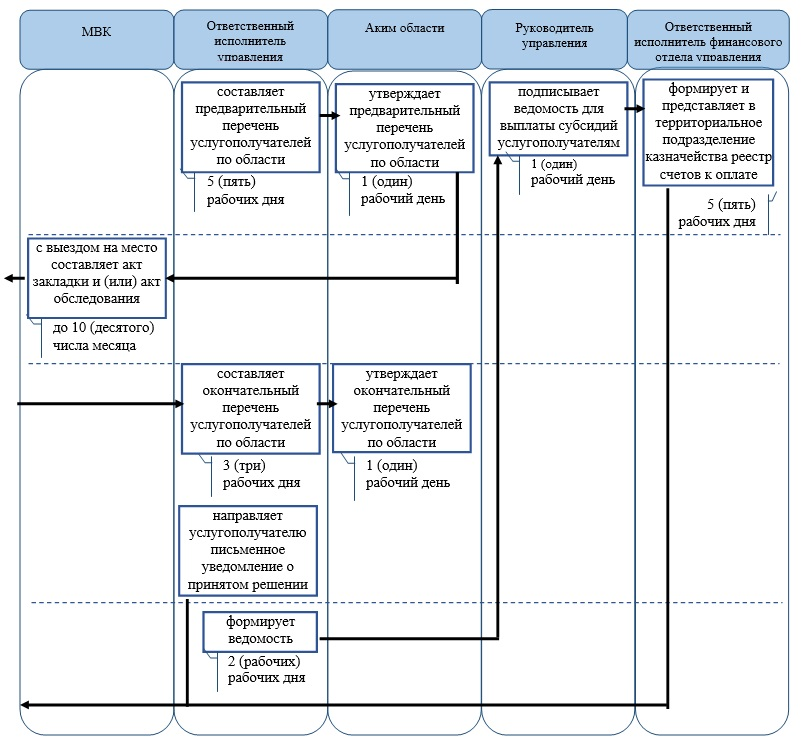 МВК
Ответственный
исполнитель
управления
Аким области
Руководитель
управления
Ответственный
исполнитель финансового
отдела управления
составляет
предварительный
перечень
услугополучателей
по области
5 (пять)
рабочих дня
утверждает
предварительный
перечень
услугополучателей
по области
1 (один)
рабочий день
подписывает
ведомость для
выплаты субсидий
услугополучателям
1 (один)
рабочий день
формирует и
представляет в
территориальное
подразделение
казначейства реестр
счетов к оплате
5 (пять)
рабочих дня
с выездом на место
составляет акт
закладки и (или) акт
обследования
до 10 (десятого)
числа месяца
составляет
окончательный
перечень
услугополучателей
по области
3 (три)
рабочих дня
утверждает
окончательный
перечень
услугополучателей
по области
1 (один)
рабочий день
направляет
услугополучателю
письменное
уведомление о
принятом решении
формирует
ведомость
2 (рабочих)
рабочих дня